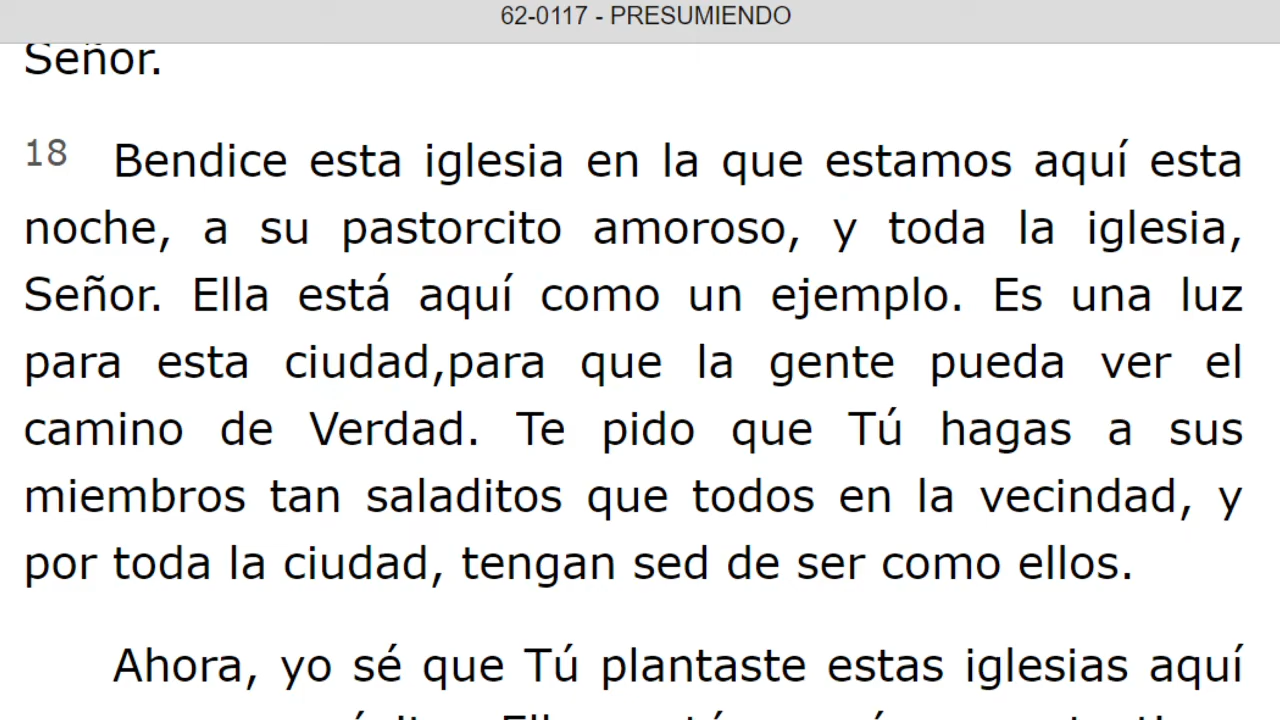 62-0117 - PRESUMIENDO
Señor.
18 Bendice esta iglesia en la que estamos aquí esta
noche, a su pastorcito amoroso, y toda la iglesia,
Señor. Ella está aquí como un ejemplo. Es una luz
para esta ciudad,para que la gente pueda ver el
camino de Verdad. Te pido que Tú hagas a sus
miembros tan saladitos que todos en la vecindad, y
por toda la ciudad, tengan sed de ser como ellos.
Ahora, yo sé que Tú plantaste estas iglesias aquí